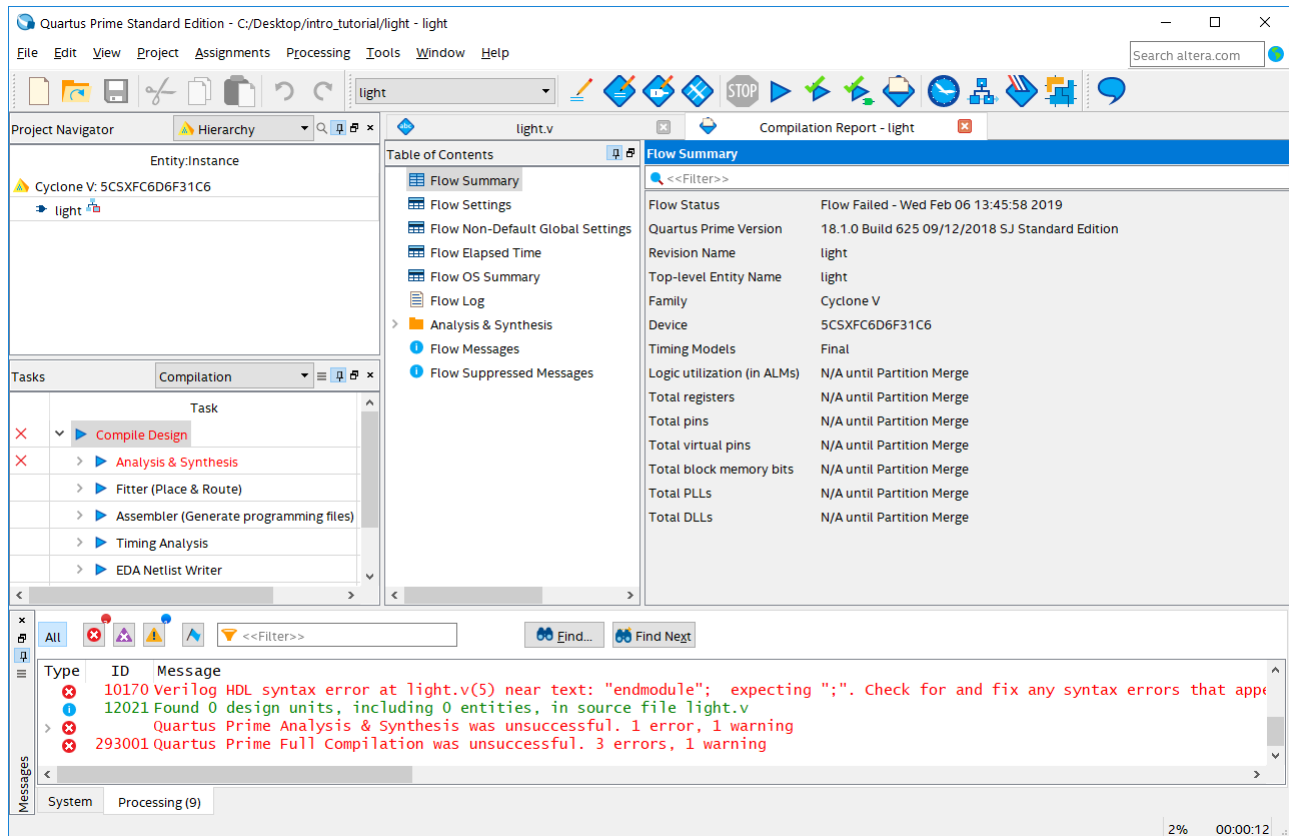 Quartus Prime Standard Edition - C:/Desktop/intro_tutorial/light - light
File Edit View Project Assignments Processing Tools Window Help
Search altera.com
light
STOP
Project Navigator
Hierarchy
Entity:Instance
Cyclone V: 5CSXFC6D6F31C6
light
Tasks
Compilation
Task
Compile Design
Analysis & Synthesis
Fitter (Place & Route)
Assembler (Generate programming files)
Timing Analysis
EDA Netlist Writer
abc
light.v
Compilation Report - light
Table of Contents
Flow Summary
Flow Settings
Flow Non-Default Global Settings
Flow Elapsed Time
Flow OS Summary
Flow Log
Analysis & Synthesis
Flow Messages
Flow Suppressed Messages
Flow Summary
<<Filter>>
Flow Status Flow Failed - Wed Feb 06 13:45:58 2019
Quartus Prime Version 18.1.0 Build 625 09/12/2018 SJ Standard Edition
Revision Name light
Top-level Entity Name light
Family Cyclone V
Device 5CSXFC6D6F31C6
Timing Models Final
Logic utilization (in ALMs) N/A until Partition Merge
Total registers N/A until Partition Merge
Total pins N/A until Partition Merge
Total virtual pins N/A until Partition Merge
Total block memory bits N/A until Partition Merge
Total PLLs N/A until Partition Merge
Total DLLs N/A until Partition Merge
All
<<Filter>>
Find...
Find Next
Type ID Message
10170 Verilog HDL syntax error at light.v(5) near text: "endmodule"; expecting ";". Check for and fix any syntax errors that appe
12021 Found 0 design units, including 0 entities, in source file light.v
Quartus Prime Analysis & Synthesis was unsuccessful. 1 error, 1 warning
293001 Quartus Prime Full Compilation was unsuccessful. 3 errors, 1 warning
Messages
System Processing (9)
2% 00:00:12